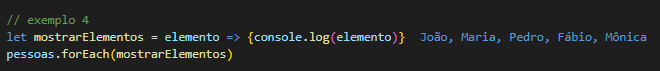 // exemplo 4
let mostrarElementos = elemento => {console.log(elemento)}  João, Maria, Pedro, Fábio, Mônica
pessoas.forEach(mostrarElementos)